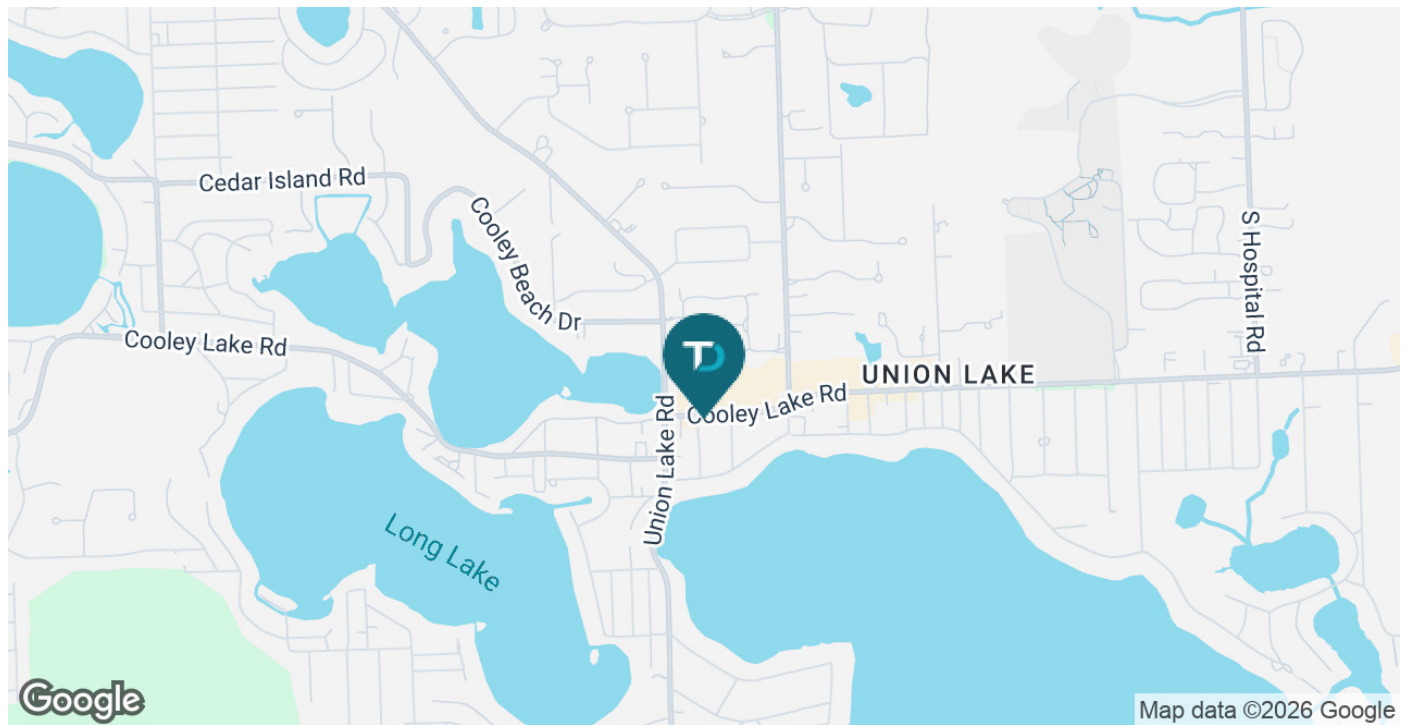 Cedar Island Rd
Cooley Beach Dr
S Hospital Rd
Cooley Lake Rd
UNION LAKE
Cooley Lake Rd
Union Lake Rd
Long Lake
TD
Google
Map data ©2026 Google